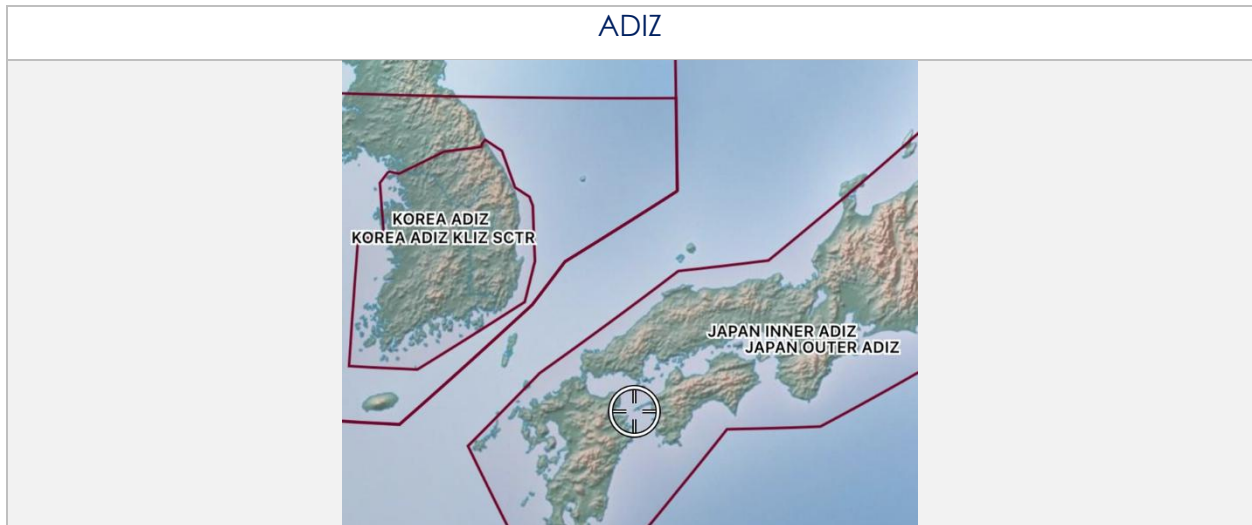 ADIZ
KOREA ADIZ
KOREA ADIZ KLIZ SCTR
JAPAN INNER ADIZ
JAPAN OUTER ADIZ